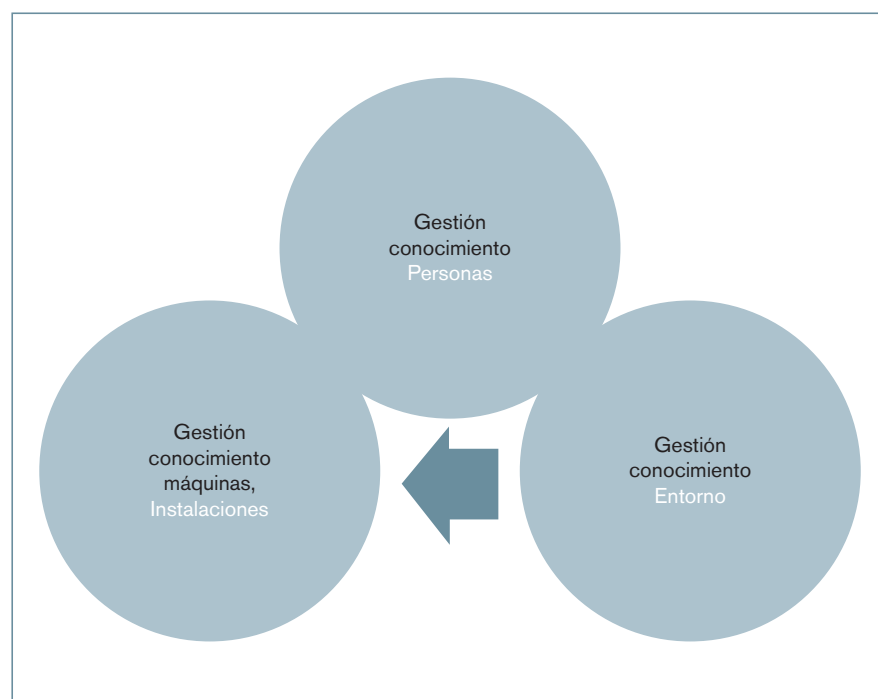 Gestión
conocimiento
Personas
Gestión
conocimiento
máquinas,
Instalaciones
Gestión
conocimiento
Entorno